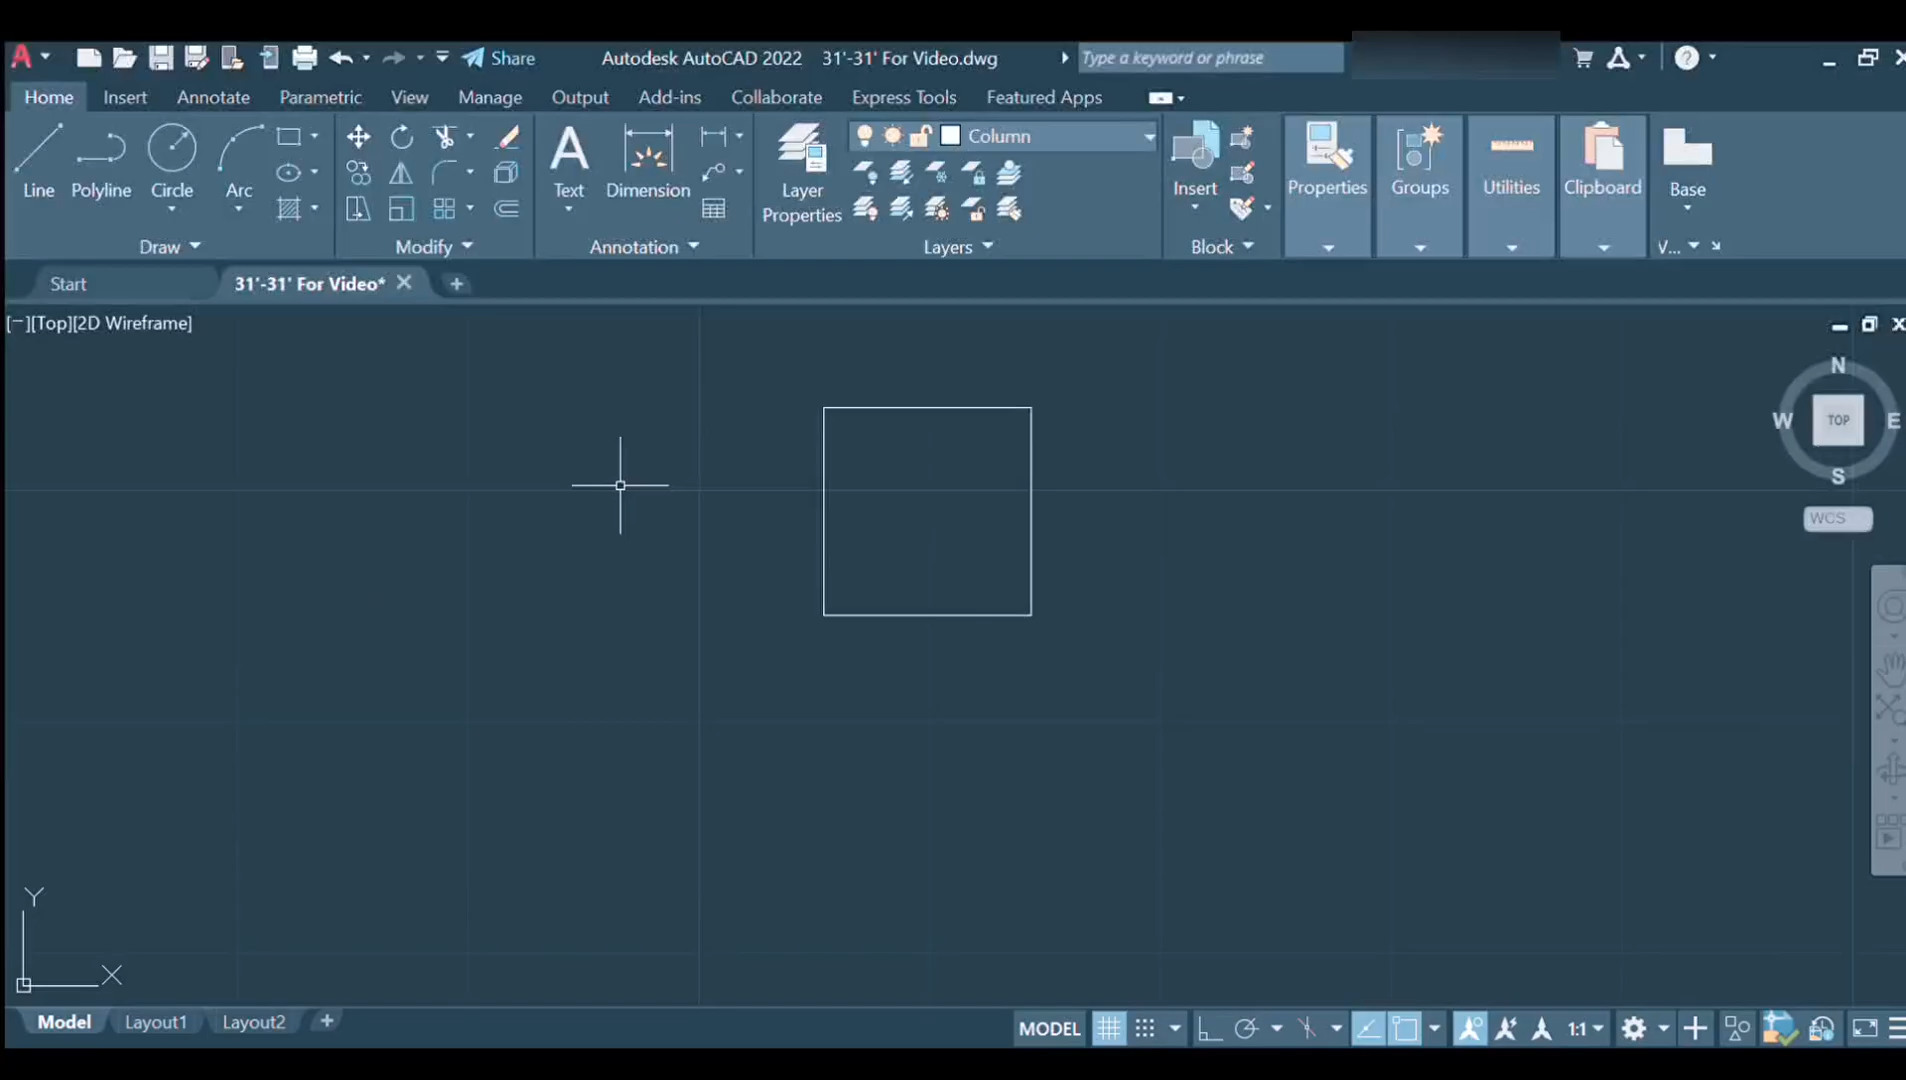 Share Autodesk AutoCAD 2022 31'-31' For Video.dwg Type a keyword or phrase
Home Insert Annotate Parametric View Manage Output Add-ins Collaborate Express Tools Featured Apps
Column
Line Polyline Circle Arc
Text Dimension
Layer
Properties
Insert
Properties Groups Utilities Clipboard Base
Draw Modify Annotation Layers Block V...
Start 31'-31' For Video*
[−][Top][2D Wireframe]
N
W TOP E
S
WCS
Y
X
Model Layout1 Layout2
MODEL 1:1